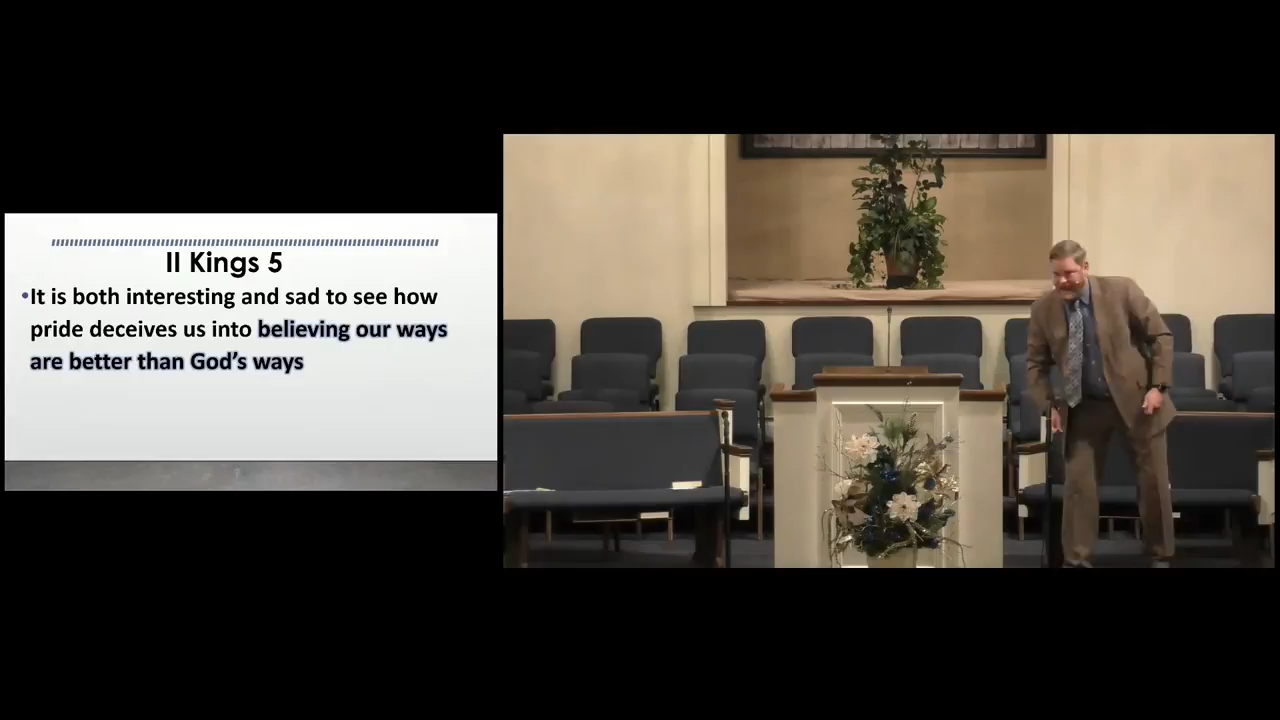 II Kings 5
•It is both interesting and sad to see how
pride deceives us into believing our ways
are better than God's ways